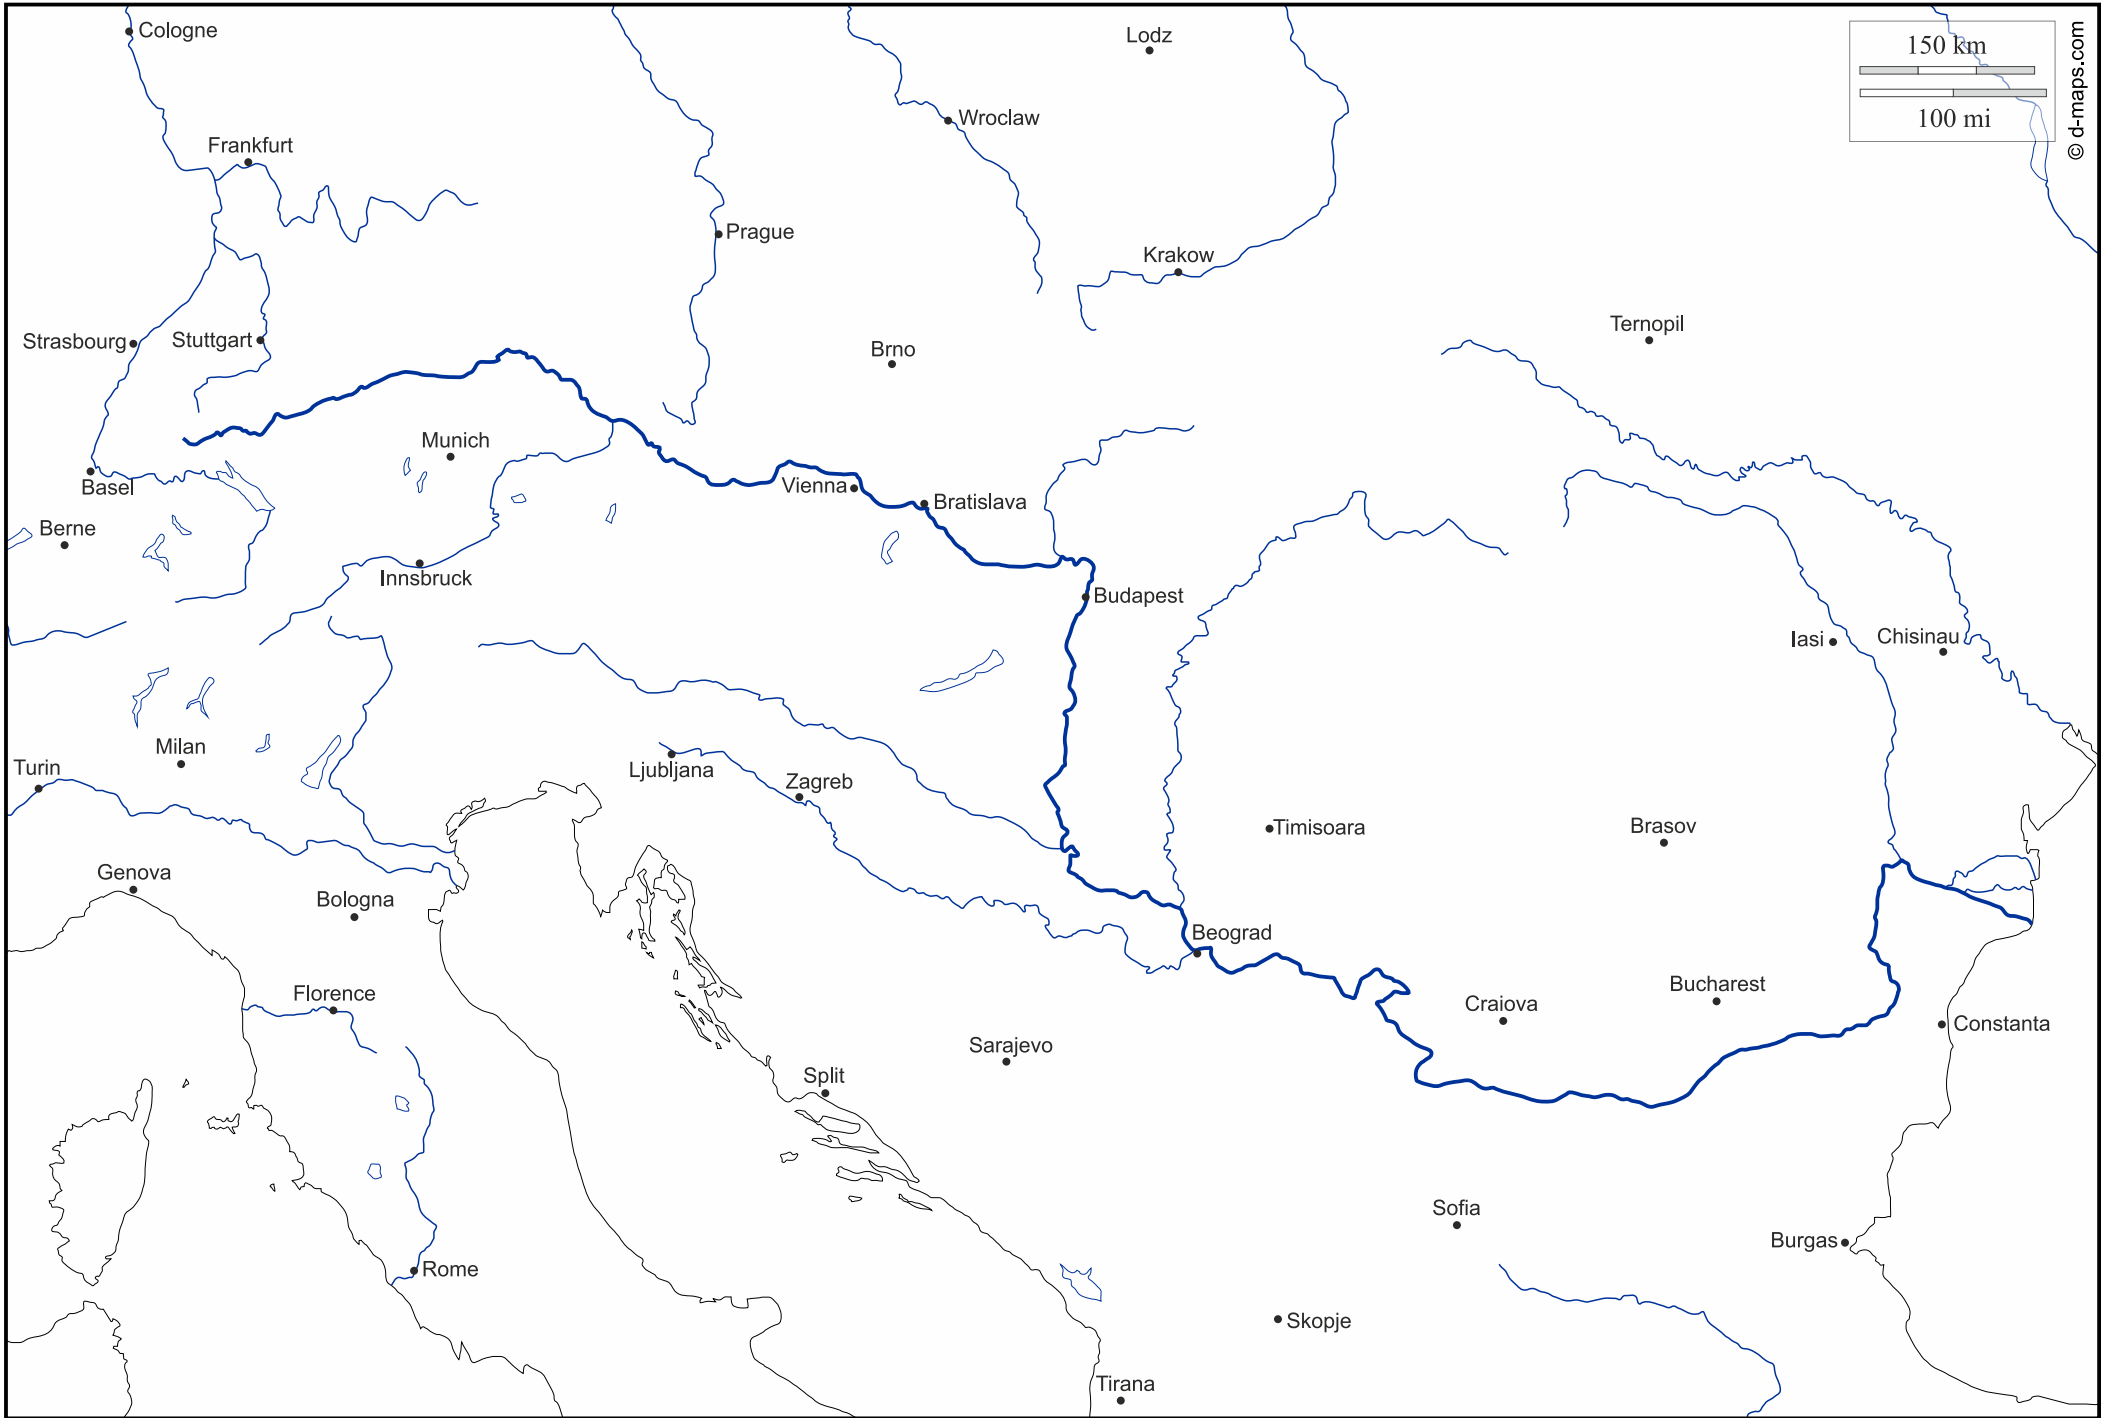 Cologne
Lodz
150 km
100 mi
© d-maps.com
Wroclaw
Frankfurt
Prague
Krakow
Ternopil
Strasbourg
Stuttgart
Brno
Munich
Basel
Vienna
Bratislava
Berne
Innsbruck
Budapest
Iasi
Chisinau
Milan
Turin
Ljubljana
Zagreb
Timisoara
Brasov
Genova
Bologna
Beograd
Florence
Craiova
Bucharest
Constanta
Sarajevo
Split
Sofia
Burgas
Rome
Skopje
Tirana